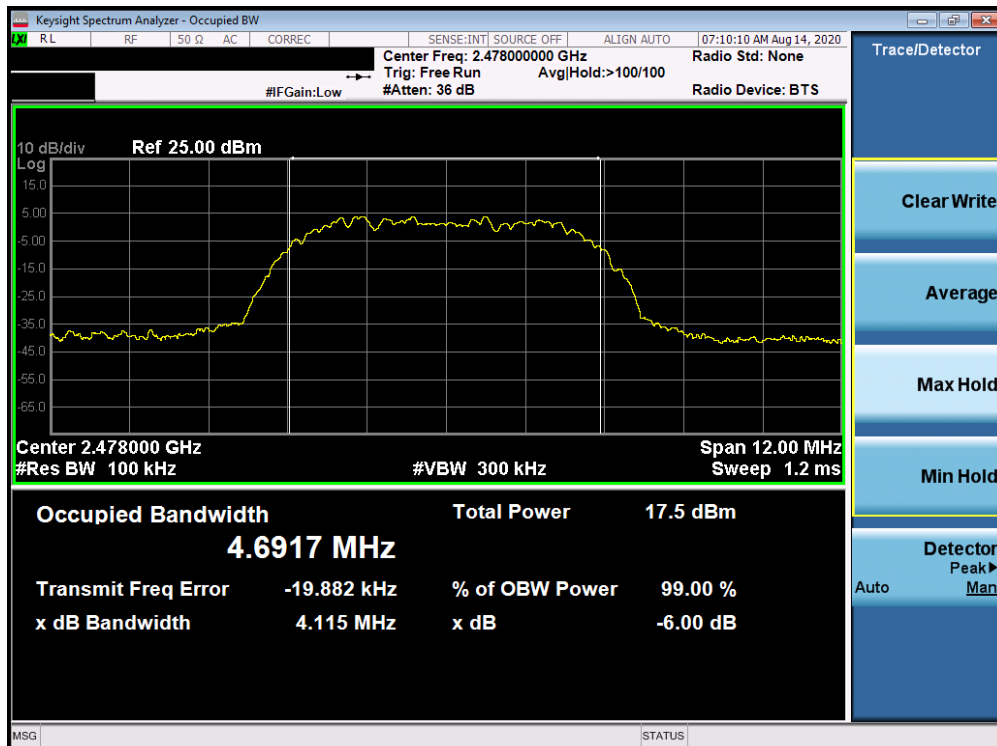 Keysight Spectrum Analyzer - Occupied BW
LXI RL RF 50 Ω AC CORREC SENSE:INT SOURCE OFF ALIGN AUTO 07:10:10 AM Aug 14, 2020
Center Freq: 2.478000000 GHz Radio Std: None
Trig: Free Run Avg|Hold:>100/100
#IFGain:Low #Atten: 36 dB Radio Device: BTS
Trace/Detector
10 dB/div Ref 25.00 dBm
Log
15.0
5.00
-5.00
-15.0
-25.0
-35.0
-45.0
-55.0
-65.0
Center 2.478000 GHz Span 12.00 MHz
#Res BW 100 kHz #VBW 300 kHz Sweep 1.2 ms
Occupied Bandwidth Total Power 17.5 dBm
4.6917 MHz
Transmit Freq Error -19.882 kHz % of OBW Power 99.00 %
x dB Bandwidth 4.115 MHz x dB -6.00 dB
Clear Write
Average
Max Hold
Min Hold
Detector
Peak▶
Auto Man
MSG STATUS